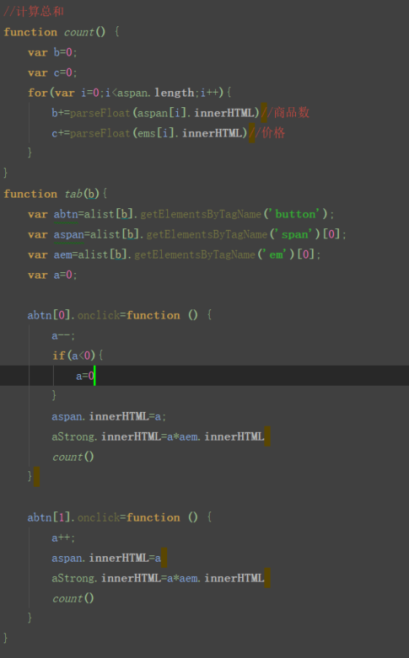 //计算总和
function count() {
    var b=0;
    var c=0;
    for(var i=0;i<aspan.length;i++){
        b+=parseFloat(aspan[i].innerHTML)//商品数
        c+=parseFloat(ems[i].innerHTML)//价格
    }
}
function tab(b){
    var abtn=alist[b].getElementsByTagName('button');
    var aspan=alist[b].getElementsByTagName('span')[0];
    var aem=alist[b].getElementsByTagName('em')[0];
    var a=0;
    abtn[0].onclick=function () {
        a--;
        if(a<0){
            a=0
        }
        aspan.innerHTML=a;
        aStrong.innerHTML=a*aem.innerHTML
        count()
    }
    abtn[1].onclick=function () {
        a++;
        aspan.innerHTML=a
        aStrong.innerHTML=a*aem.innerHTML
        count()
    }
}